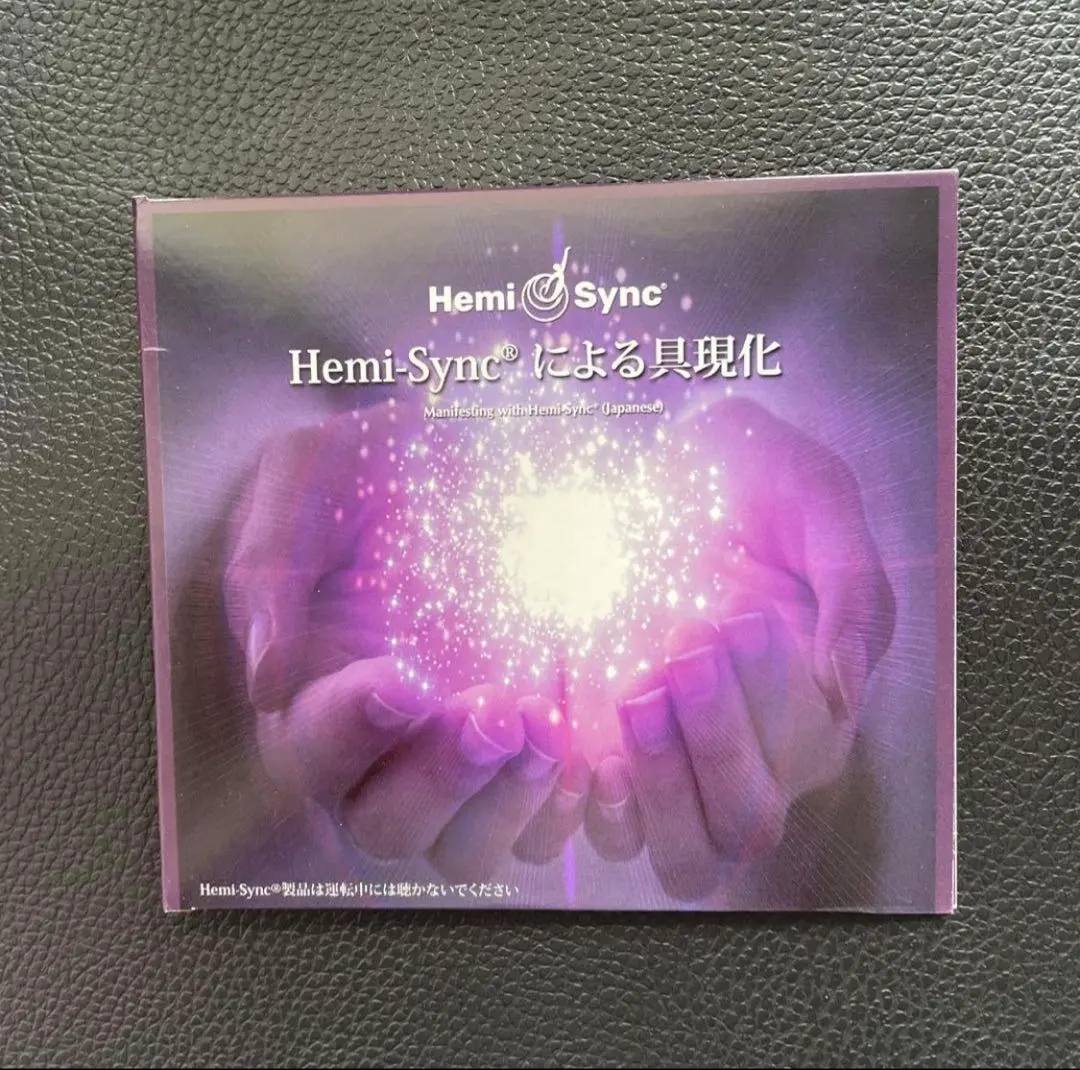 Hemi Sync®
Hemi-Sync® による具現化
Manifesting with Hemi-Sync® (Japanese)
Hemi-Sync®製品は運転中には聴かないでください